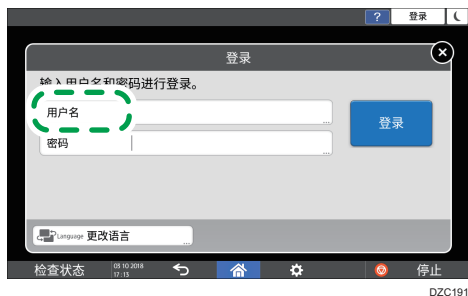 ? 登录
登录
输入用户名和密码进行登录。
用户名
密码
登录
Language 更改语言
检查状态 03 10 2018 17:13 停止
DZC191